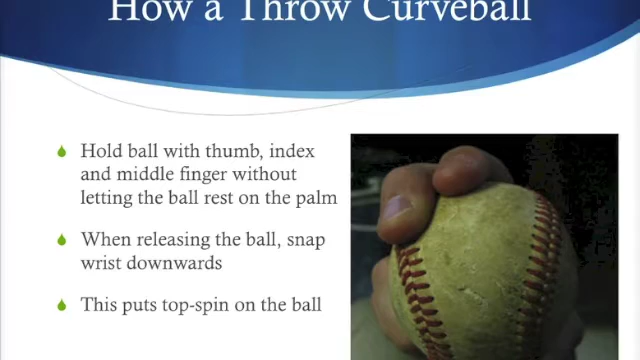 How a Throw Curveball
Hold ball with thumb, index
and middle finger without
letting the ball rest on the palm
When releasing the ball, snap
wrist downwards
This puts top-spin on the ball